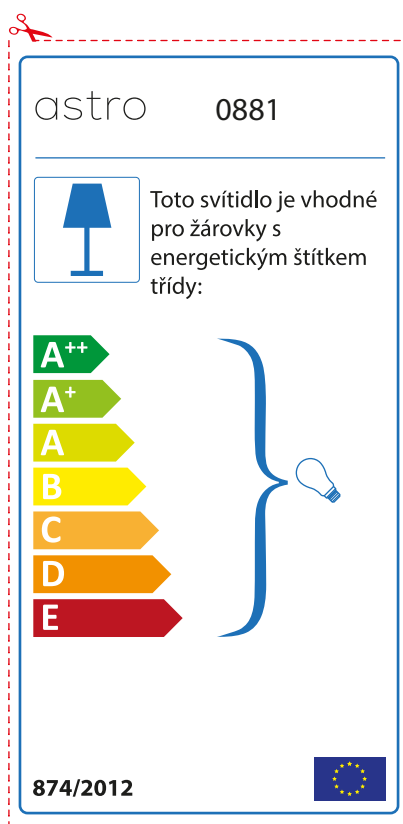 astro 0881
Toto svítidlo je vhodné
pro žárovky s
energetickým štítkem
třídy:
A++
A+
A
B
C
D
E
874/2012